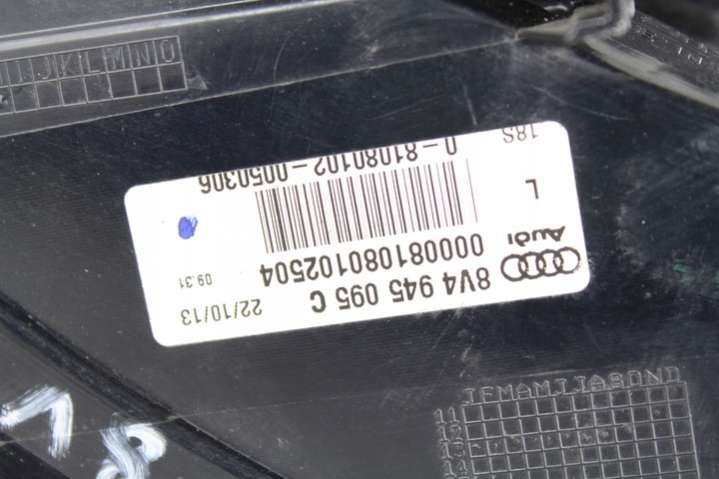 8V4 945 095 C
22/10/13
Audi
000081080102504
09.31
L
0-81080102-0050306
18S
IJKLMNO
JFMAMJJASOND
11
12
13
8V